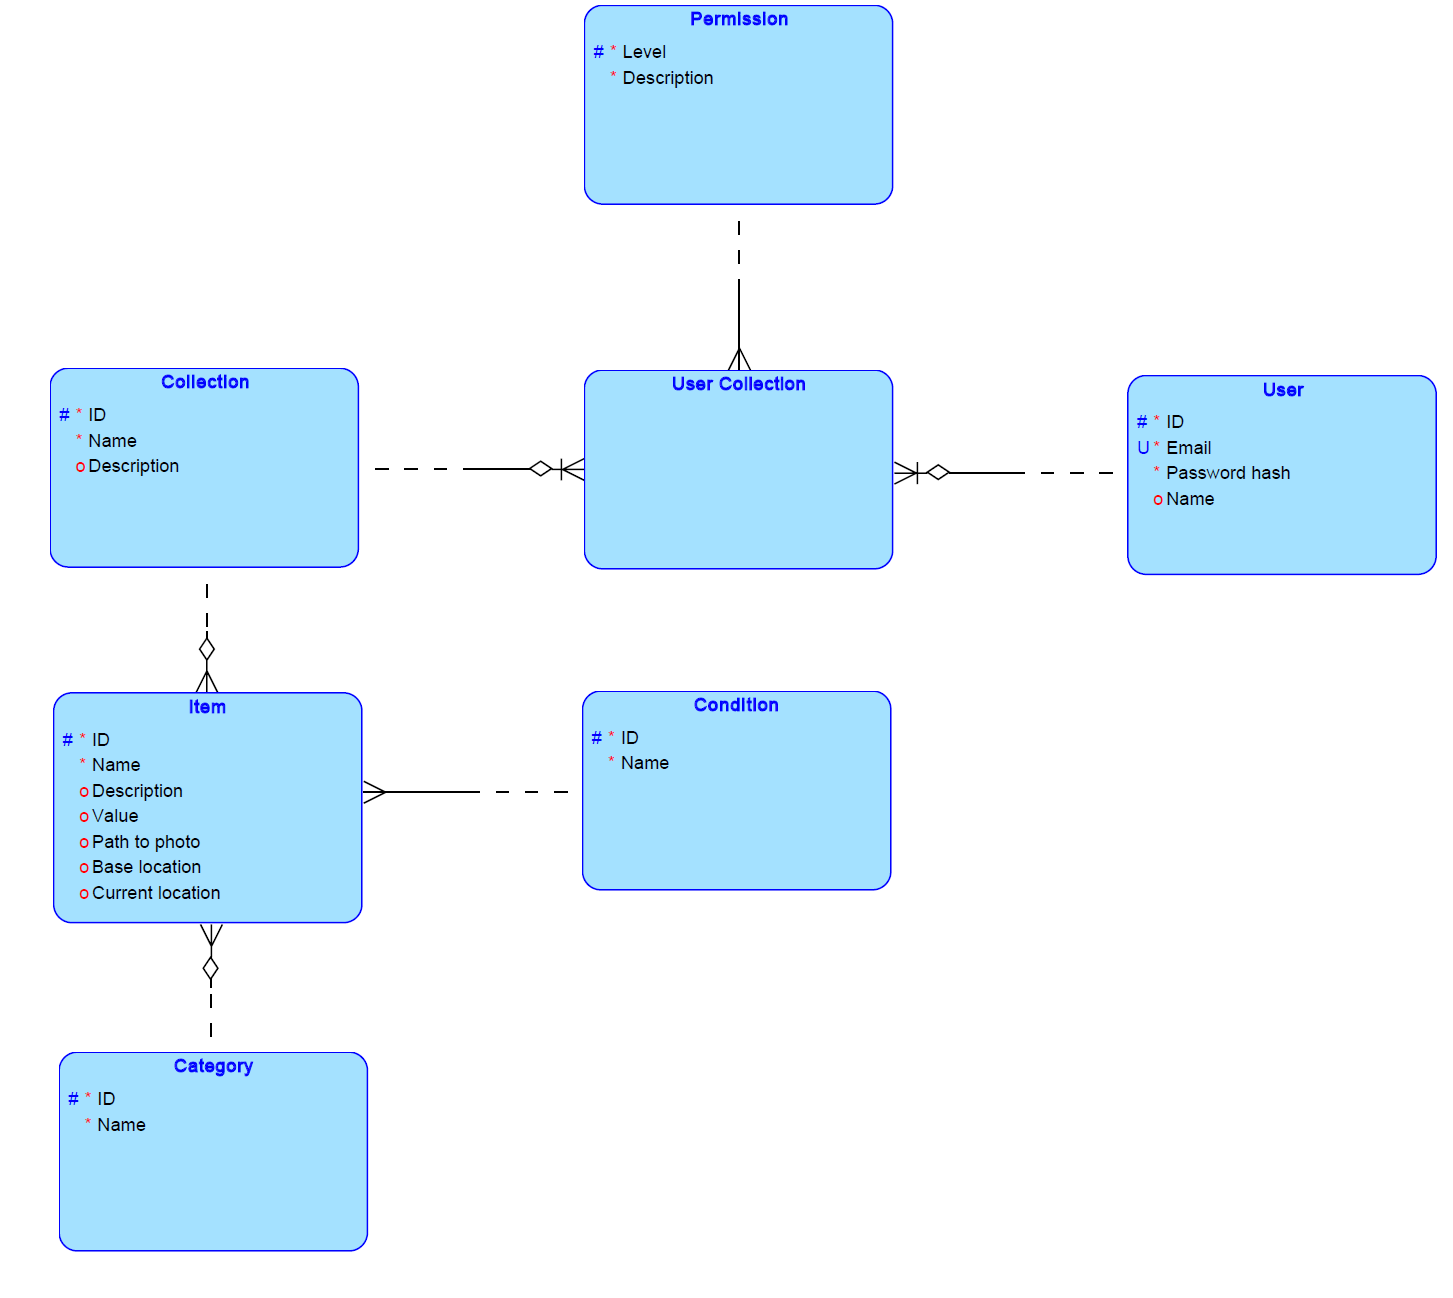 Permission
# * Level
* Description
Collection
# * ID
* Name
o Description
User Collection
User
# * ID
U * Email
* Password hash
o Name
Item
# * ID
* Name
o Description
o Value
o Path to photo
o Base location
o Current location
Condition
# * ID
* Name
Category
# * ID
* Name